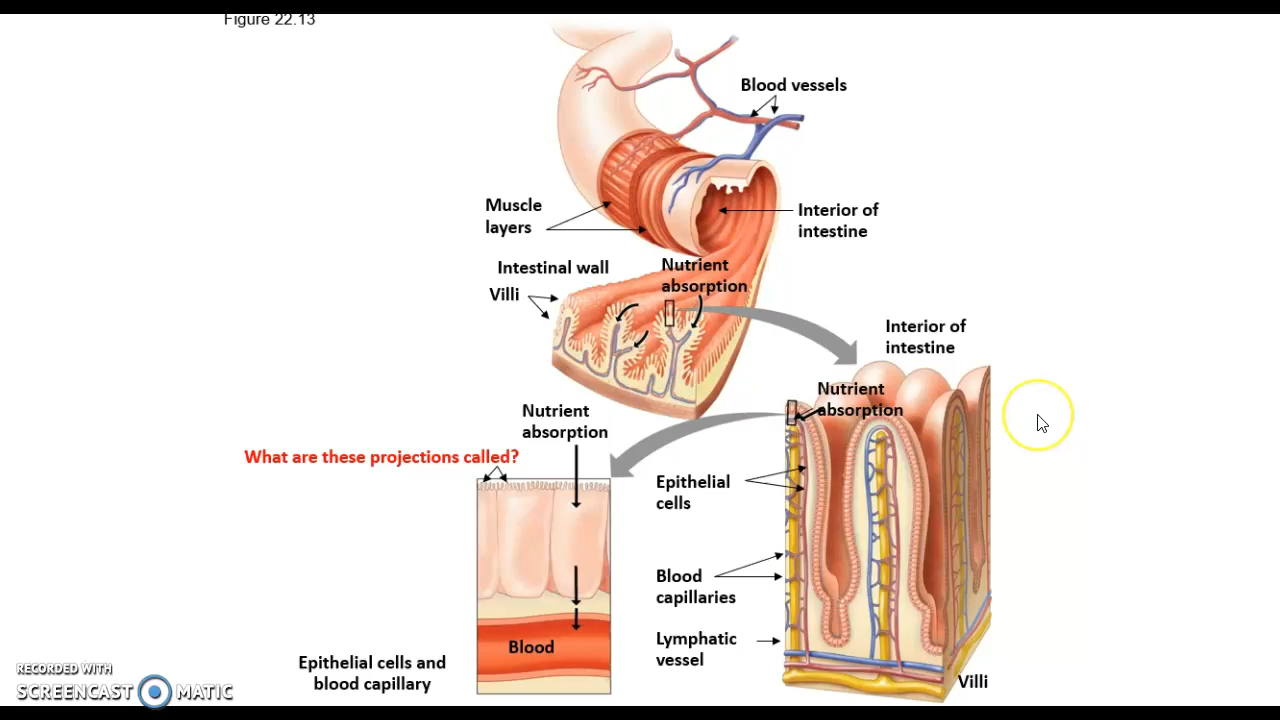 Figure 22.13
Blood vessels
Muscle
layers
Interior of
intestine
Intestinal wall
Nutrient
absorption
Villi
Interior of
intestine
Nutrient
absorption
Nutrient
absorption
What are these projections called?
Epithelial
cells
Blood
capillaries
Blood
Lymphatic
vessel
Epithelial cells and
blood capillary
Villi
RECORDED WITH
SCREENCAST MATIC